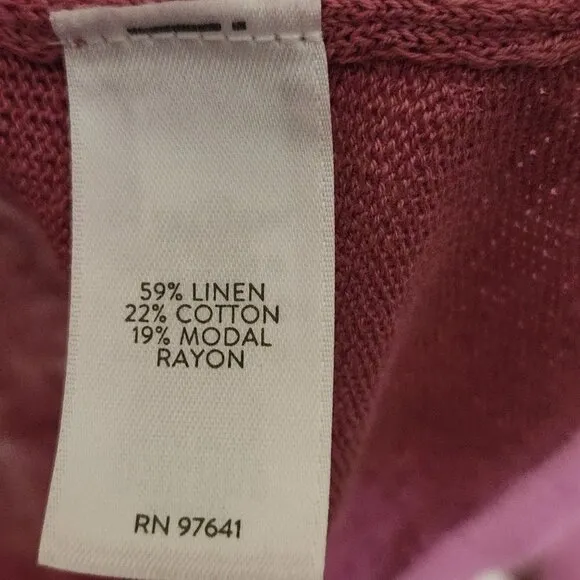 59% LINEN
22% COTTON
19% MODAL
RAYON
RN 97641